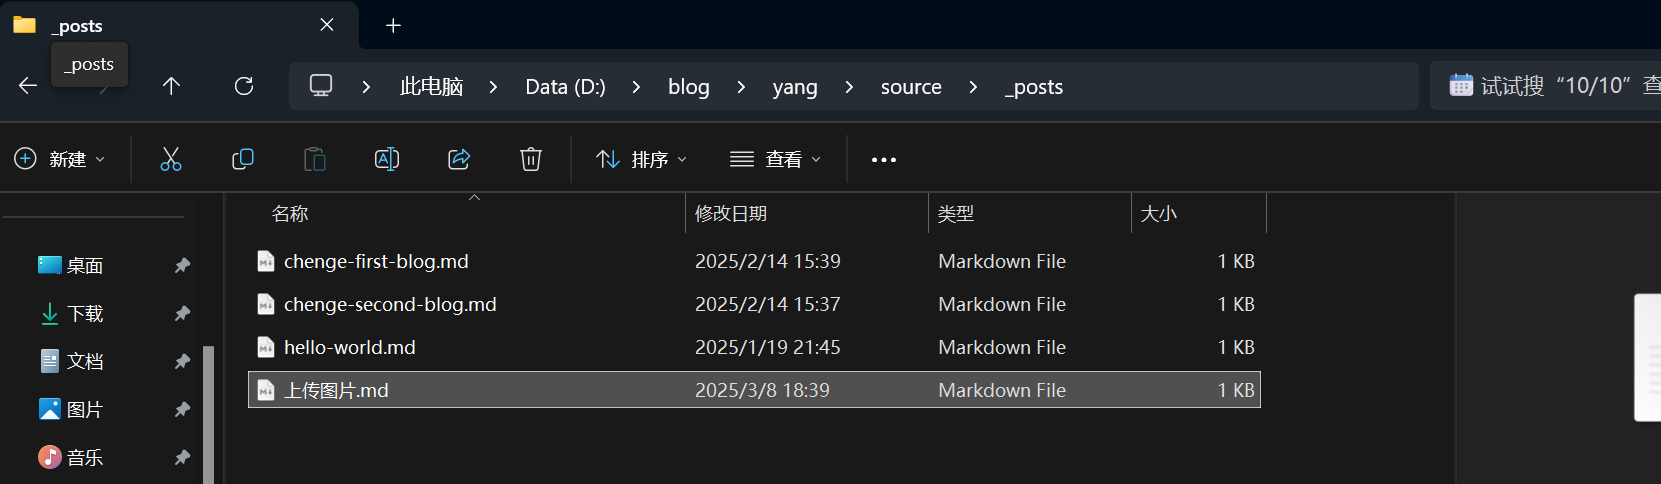 _posts
_posts
此电脑 Data (D:) blog yang source _posts
试试搜“10/10”查
新建 排序 查看
名称 修改日期 类型 大小
桌面
下载
文档
图片
音乐
chenge-first-blog.md 2025/2/14 15:39 Markdown File 1 KB
chenge-second-blog.md 2025/2/14 15:37 Markdown File 1 KB
hello-world.md 2025/1/19 21:45 Markdown File 1 KB
上传图片.md 2025/3/8 18:39 Markdown File 1 KB